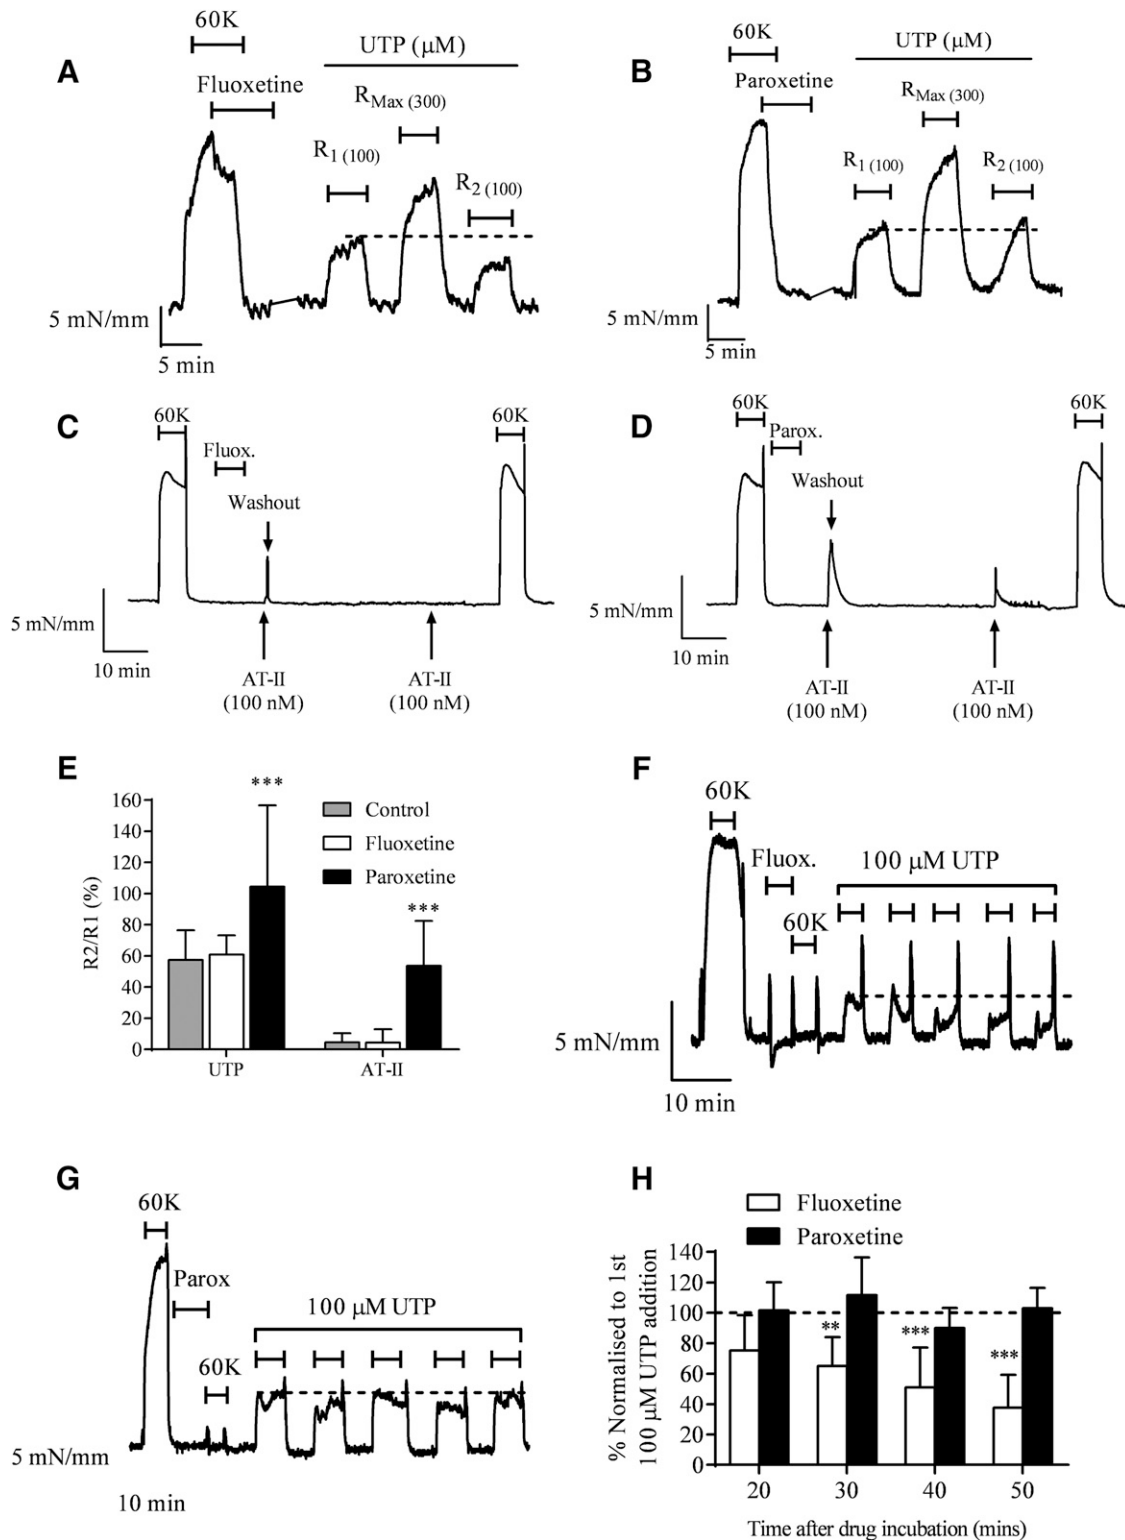 A
60K
Fluoxetine
UTP (μM)
R1 (100)
RMax (300)
R2 (100)
5 mN/mm
5 min
B
60K
Paroxetine
UTP (μM)
R1 (100)
RMax (300)
R2 (100)
5 mN/mm
5 min
C
60K
Fluox.
Washout
60K
5 mN/mm
10 min
AT-II
(100 nM)
AT-II
(100 nM)
D
60K
Parox.
Washout
60K
5 mN/mm
10 min
AT-II
(100 nM)
AT-II
(100 nM)
E
R2/R1 (%)
160
140
120
100
80
60
40
20
0
***
***
Control
Fluoxetine
Paroxetine
UTP
AT-II
F
60K
Fluox.
60K
100 μM UTP
5 mN/mm
10 min
G
60K
Parox
60K
100 μM UTP
5 mN/mm
10 min
H
Fluoxetine
Paroxetine
% Normalised to 1st
100 μM UTP addition
140
120
100
80
60
40
20
0
**
***
***
20
30
40
50
Time after drug incubation (mins)